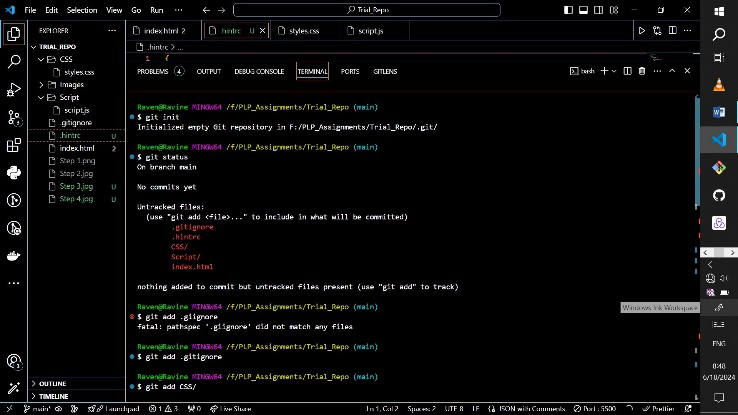 File Edit Selection View Go Run ... Trial_Repo
EXPLORER ...
index.html 2 .hintrc U styles.css script.js
TRIAL_REPO
.hintrc > ...
CSS
1 {
styles.css
PROBLEMS 4 OUTPUT DEBUG CONSOLE TERMINAL PORTS GITLENS bash
Images
Script
script.js
.gitignore
.hintrc U
index.html 2
Step 1.png
Step 2.jpg
Step 3.jpg U
Step 4.jpg U
Raven@Ravine MINGW64 /f/PLP_Assignments/Trial_Repo (main)
$ git init
Initialized empty Git repository in F:/PLP_Assignments/Trial_Repo/.git/
Raven@Ravine MINGW64 /f/PLP_Assignments/Trial_Repo (main)
$ git status
On branch main
No commits yet
Untracked files:
(use "git add <file>..." to include in what will be committed)
.gitignore
.hintrc
CSS/
Script/
index.html
nothing added to commit but untracked files present (use "git add" to track)
Raven@Ravine MINGW64 /f/PLP_Assignments/Trial_Repo (main)
Windows Ink Workspace
$ git add .giignore
fatal: pathspec '.giignore' did not match any files
Raven@Ravine MINGW64 /f/PLP_Assignments/Trial_Repo (main)
$ git add .gitignore
Raven@Ravine MINGW64 /f/PLP_Assignments/Trial_Repo (main)
$ git add CSS/
ENG
8:48
6/18/2024
OUTLINE
TIMELINE
main* Launchpad 1 3 0 Live Share Ln 1, Col 2 Spaces: 2 UTF-8 LF JSON with Comments Port : 5500 Prettier